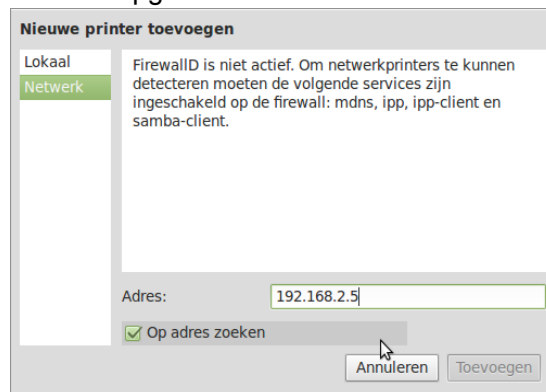 Nieuwe printer toevoegen
Lokaal
Netwerk
FirewallD is niet actief. Om netwerkprinters te kunnen
detecteren moeten de volgende services zijn
ingeschakeld op de firewall: mdns, ipp, ipp-client en
samba-client.
Adres:
192.168.2.5
Op adres zoeken
Annuleren
Toevoegen